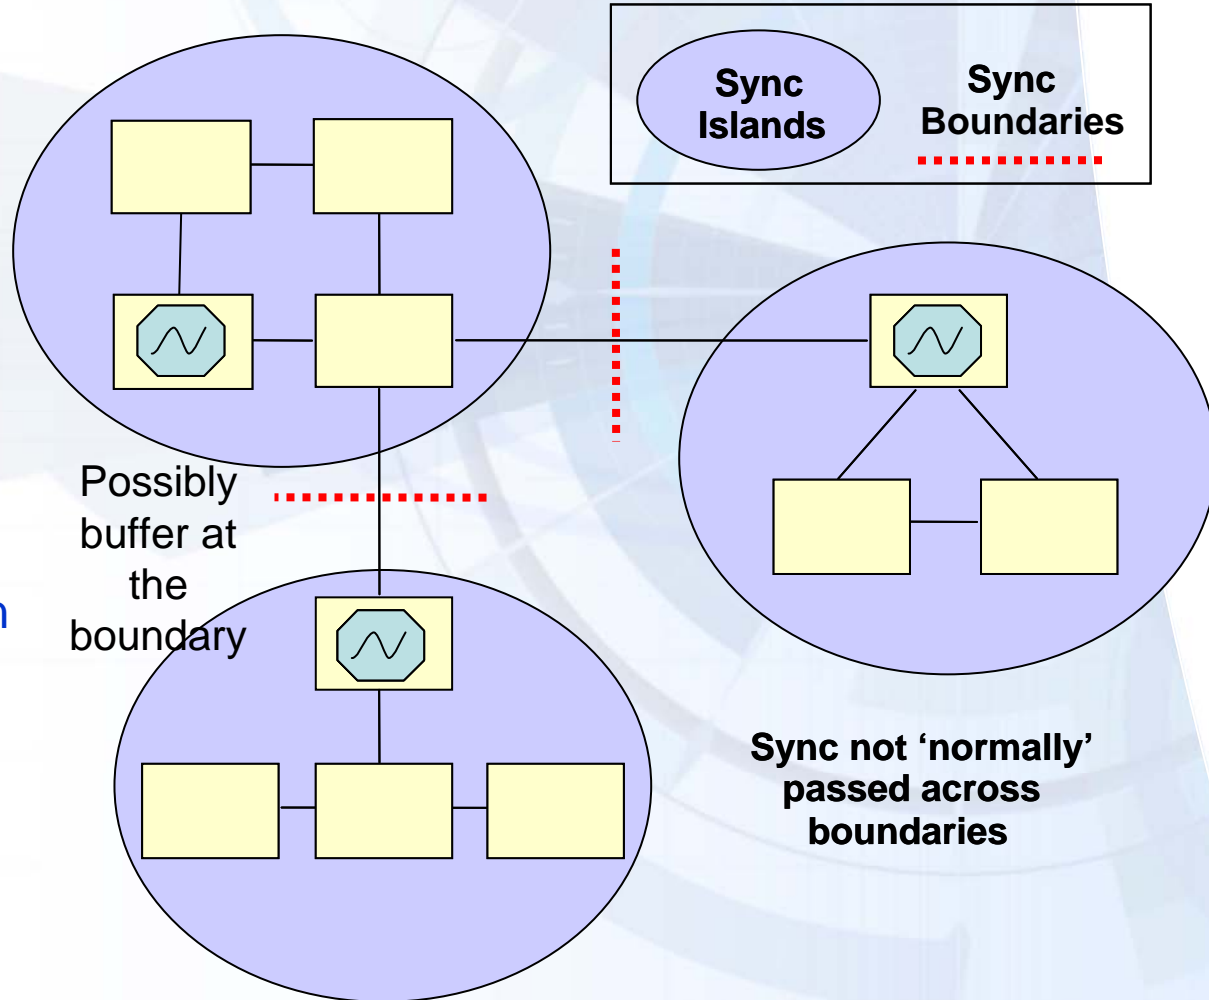 Sync
Islands
Sync
Boundaries
Possibly
buffer at
the
boundary
Sync not ‘normally’
passed across
boundaries